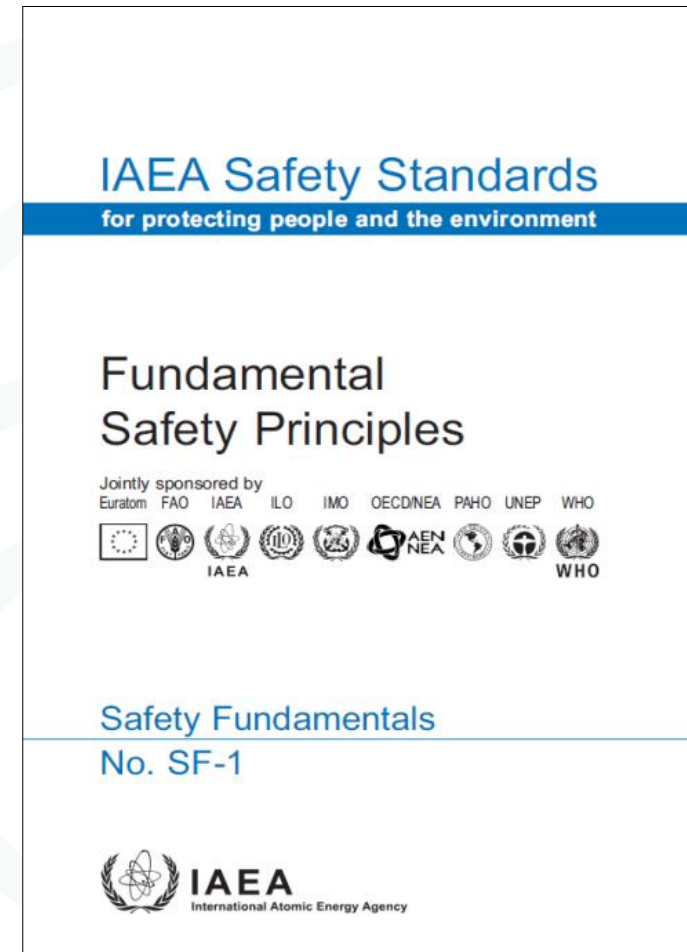 IAEA Safety Standards
for protecting people and the environment
Fundamental
Safety Principles
Jointly sponsored by
Euratom FAO IAEA ILO IMO OECD/NEA PAHO UNEP WHO
AEN
NEA
IAEA
WHO
Safety Fundamentals
No. SF-1
IAEA
International Atomic Energy Agency